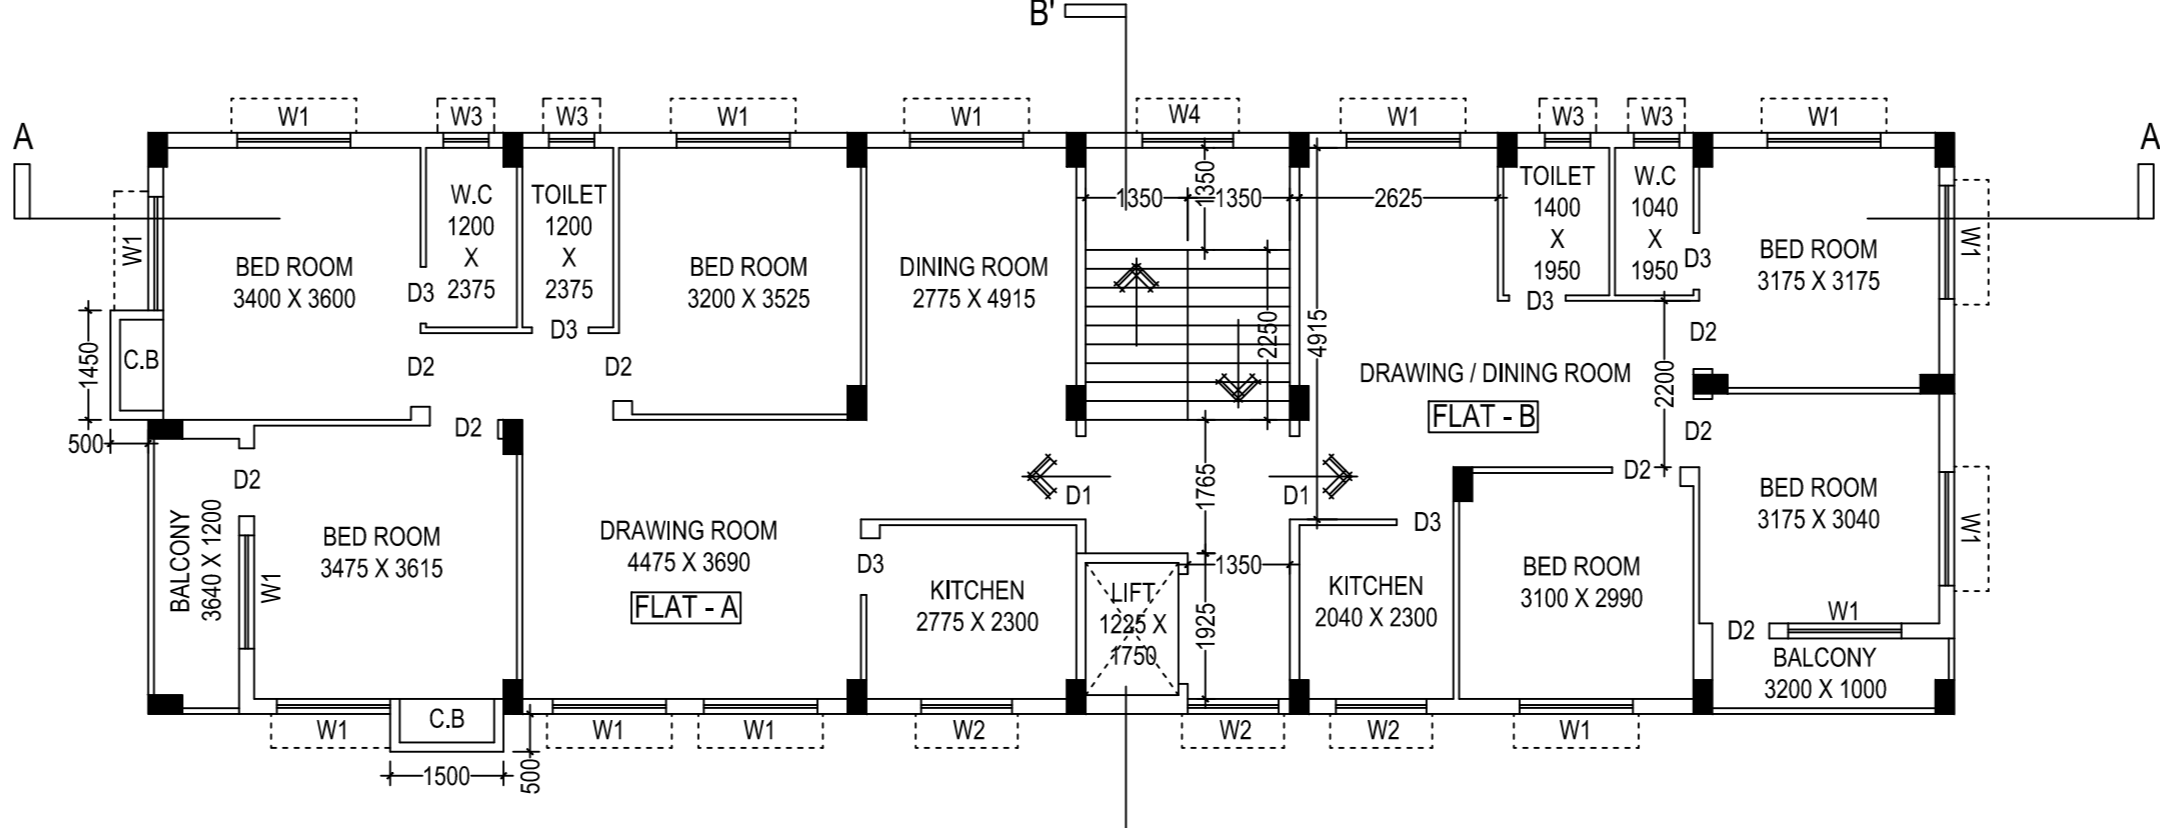 B'
A
A
W1
W3
W3
W1
W1
W4
W1
W3
W3
W1
W1
BED ROOM
3400 X 3600
W.C
1200
X
2375
TOILET
1200
X
2375
BED ROOM
3200 X 3525
DINING ROOM
2775 X 4915
1350
1350
1350
2625
TOILET
1400
X
1950
W.C
1040
X
1950
BED ROOM
3175 X 3175
W1
D3
D3
D3
D3
C.B
1450
500
D2
D2
D2
2250
4915
2200
D2
D2
DRAWING / DINING ROOM
FLAT - B
D2
D2
BALCONY
3640 X 1200
W1
BED ROOM
3475 X 3615
DRAWING ROOM
4475 X 3690
FLAT - A
D1
D1
1765
D3
D3
KITCHEN
2775 X 2300
LIFT
1225 X
1750
1350
1925
KITCHEN
2040 X 2300
BED ROOM
3100 X 2990
BED ROOM
3175 X 3040
W1
D2
W1
BALCONY
3200 X 1000
W1
C.B
W1
W1
W2
W2
W2
W1
1500
500